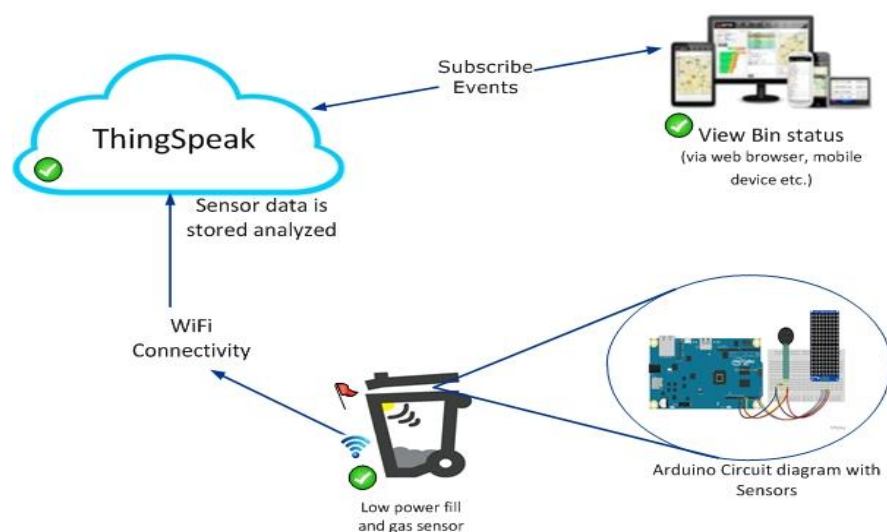 Subscribe
Events
ThingSpeak
View Bin status
(via web browser, mobile
device etc.)
Sensor data is
stored analyzed
WiFi
Connectivity
Low power fill
and gas sensor
Arduino Circuit diagram with
Sensors